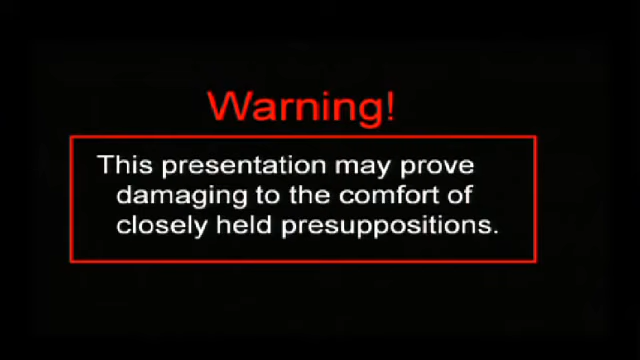 Warning!
This presentation may prove
damaging to the comfort of
closely held presuppositions.